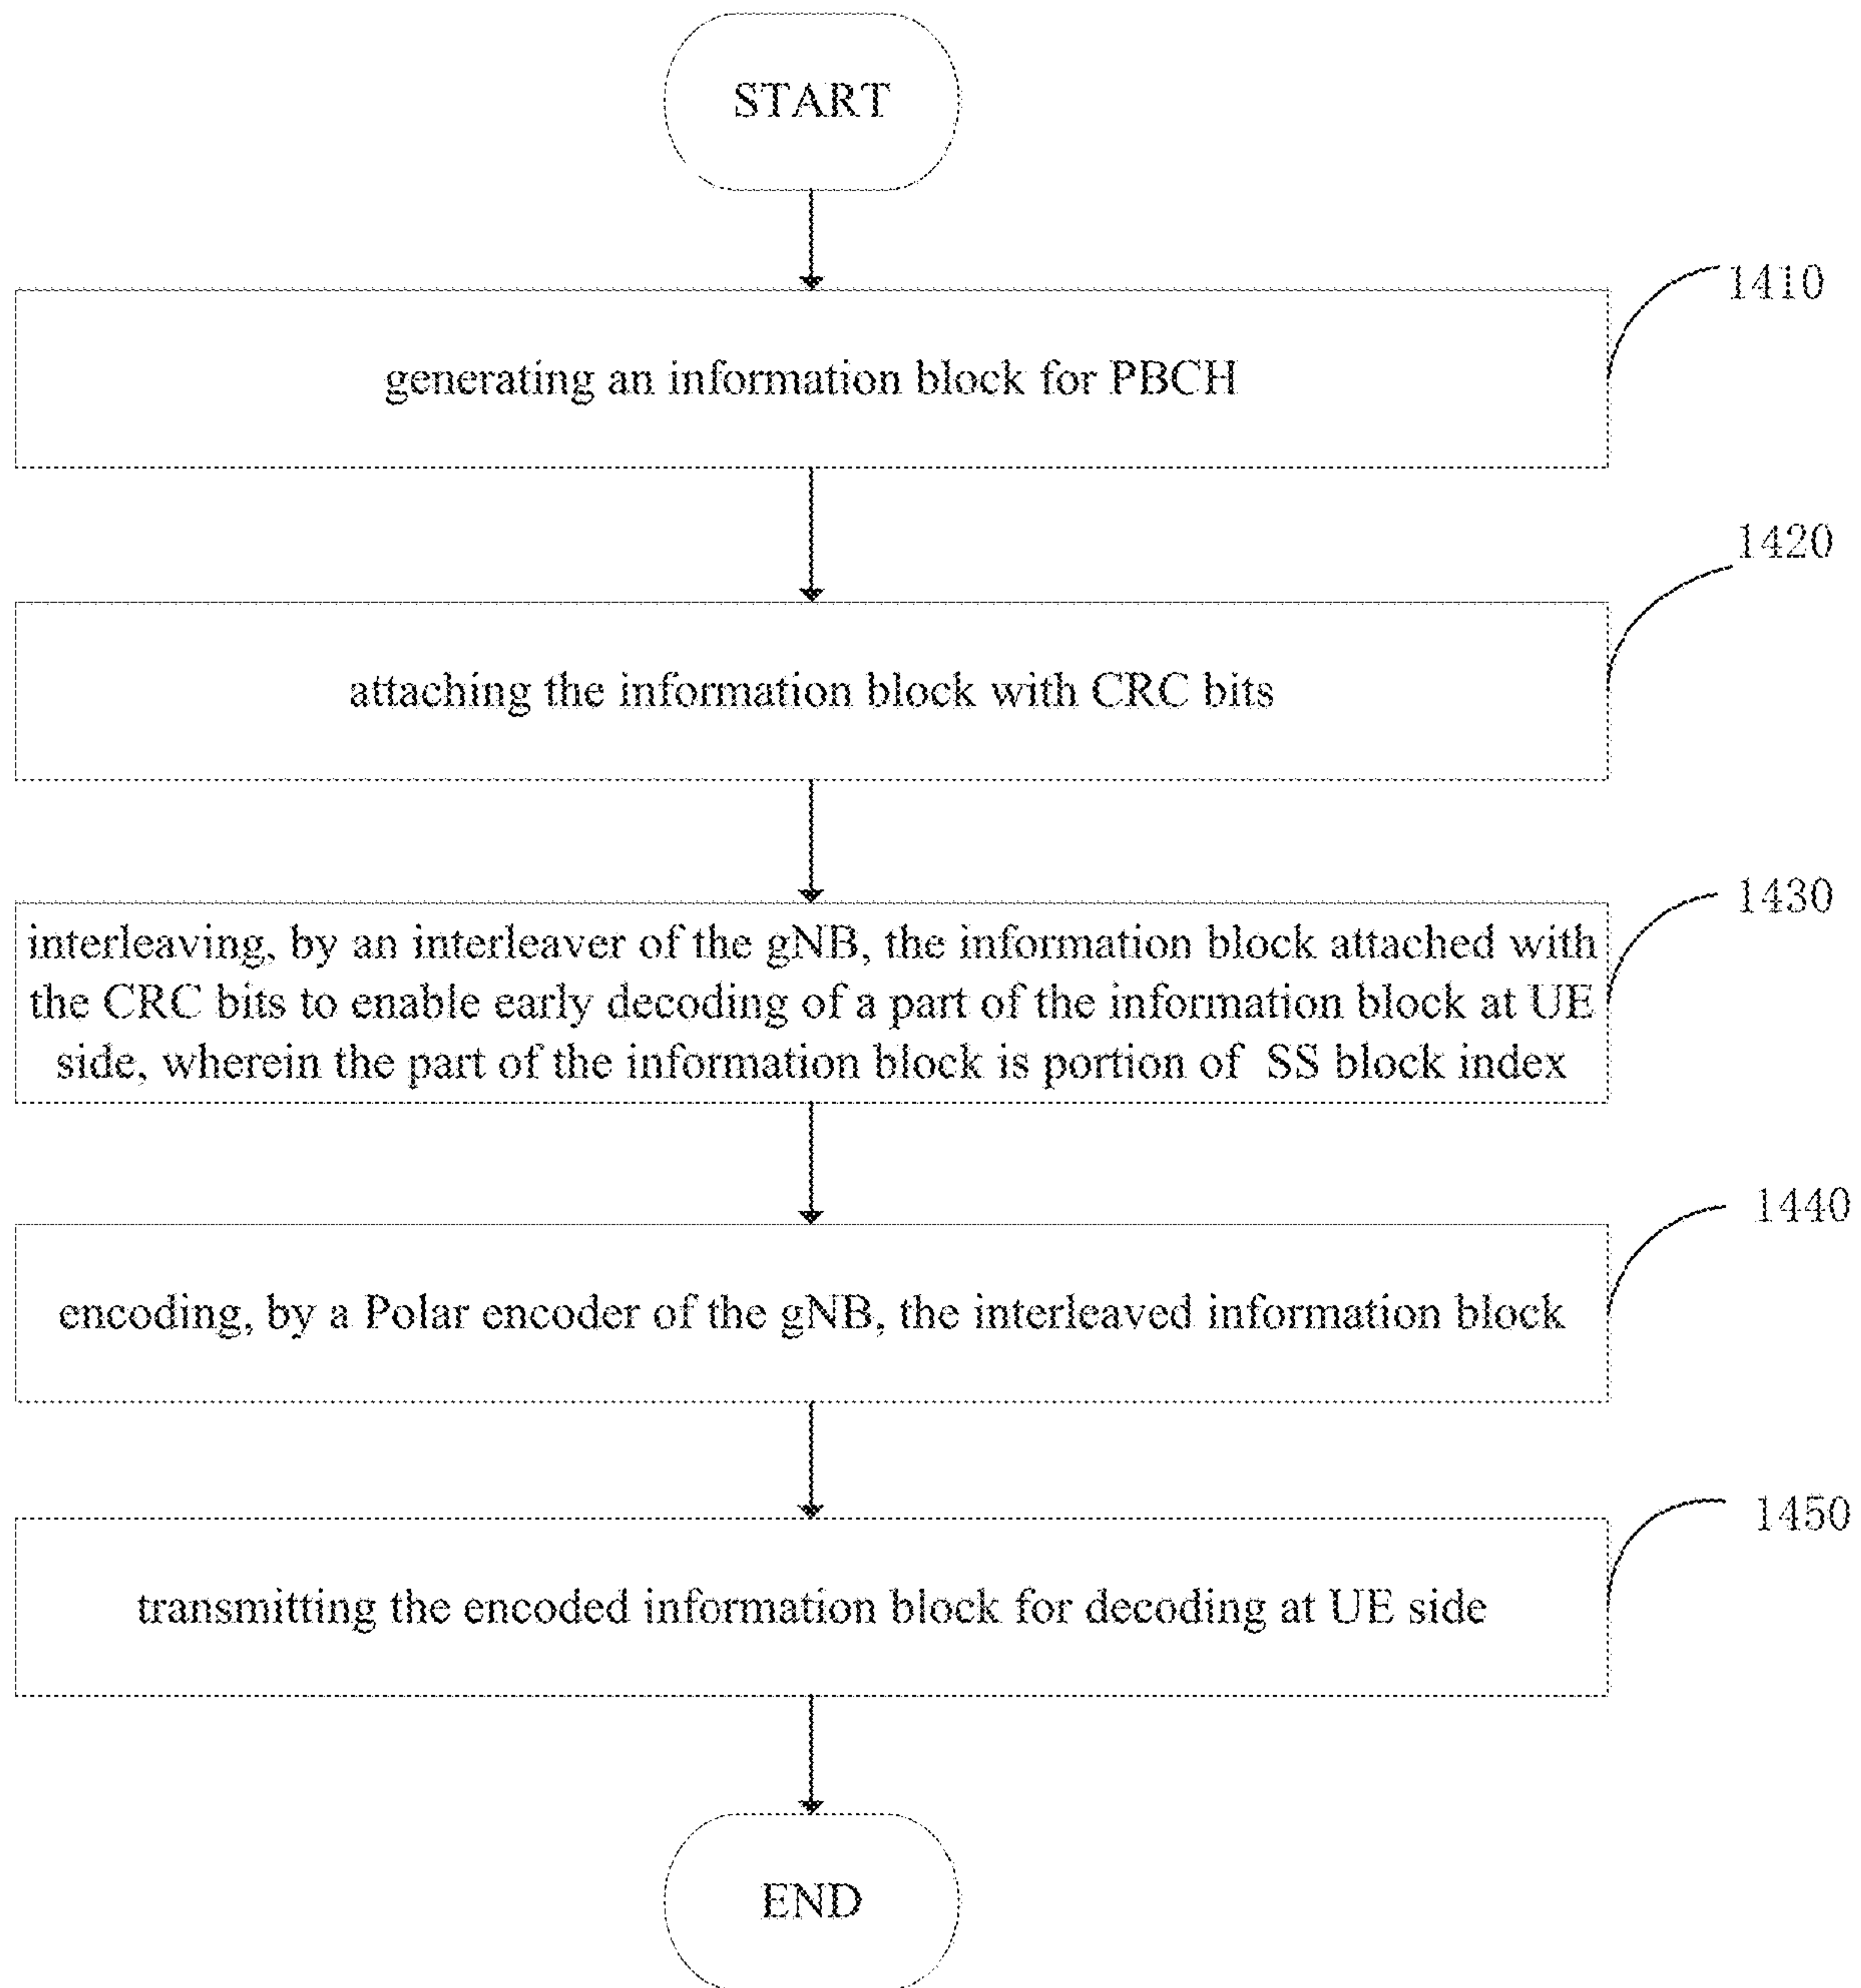 START
1410
generating an information block for PBCH
1420
attaching the information block with CRC bits
1430
interleaving, by an interleaver of the gNB, the information block attached with
the CRC bits to enable early decoding of a part of the information block at UE
side, wherein the part of the information block is portion of SS block index
1440
encoding, by a Polar encoder of the gNB, the interleaved information block
1450
transmitting the encoded information block for decoding at UE side
END